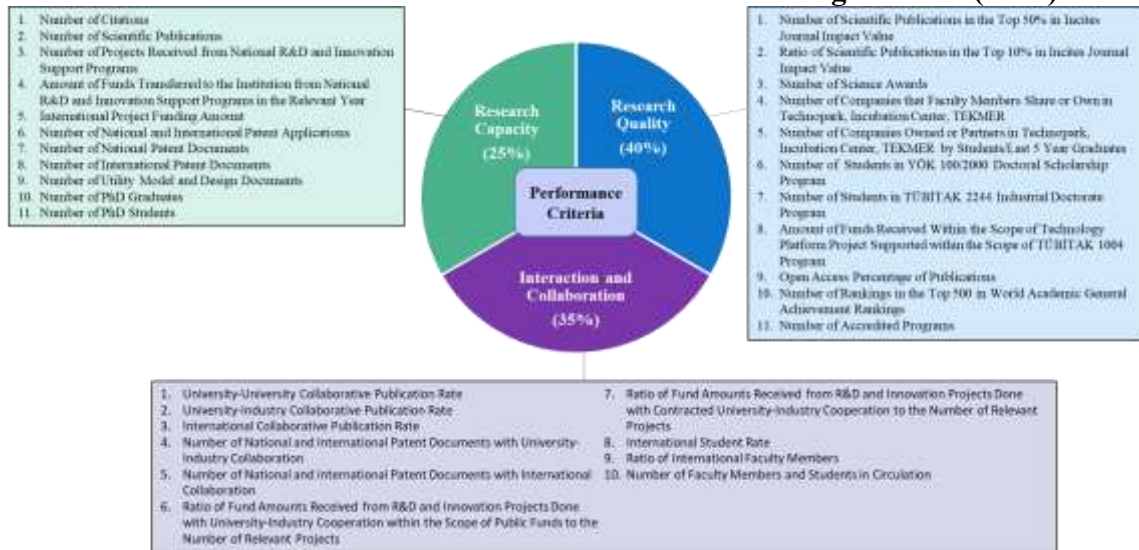 1. Number of Citations
2. Number of Scientific Publications
3. Number of Projects Received from National R&D and Innovation
Support Programs
4. Amount of Funds Transferred to the Institution from National
R&D and Innovation Support Programs in the Relevant Year
5. International Project Funding Amount
6. Number of National and International Patent Applications
7. Number of National Patent Documents
8. Number of International Patent Documents
9. Number of Utility Model and Design Documents
10. Number of PhD Graduates
11. Number of PhD Students
Research
Capacity
(25%)
Research
Quality
(40%)
Performance
Criteria
Interaction and
Collaboration
(35%)
1. Number of Scientific Publications in the Top 50% in Incites
Journal Impact Value
2. Ratio of Scientific Publications in the Top 10% in Incites Journal
Impact Value
3. Number of Science Awards
4. Number of Companies that Faculty Members Share or Own in
Technopark, Incubation Center, TEKMER
5. Number of Companies Owned or Partners in Technopark,
Incubation Center, TEKMER by Students/Last 5 Year Graduates
6. Number of Students in YÖK 100/2000 Doctoral Scholarship
Program
7. Number of Students in TÜBİTAK 2244 Industrial Doctorate
Program
8. Amount of Funds Received Within the Scope of Technology
Platform Project Supported within the Scope of TÜBİTAK 1004
Program
9. Open Access Percentage of Publications
10. Number of Rankings in the Top 500 in World Academic General
Achievement Rankings
11. Number of Accredited Programs
1. University-University Collaborative Publication Rate
2. University-Industry Collaborative Publication Rate
3. International Collaborative Publication Rate
4. Number of National and International Patent Documents with University-
Industry Collaboration
5. Number of National and International Patent Documents with International
Collaboration
6. Ratio of Fund Amounts Received from R&D and Innovation Projects Done
with University-Industry Cooperation within the Scope of Public Funds to the
Number of Relevant Projects
7. Ratio of Fund Amounts Received from R&D and Innovation Projects Done
with Contracted University-Industry Cooperation to the Number of Relevant
Projects
8. International Student Rate
9. Ratio of International Faculty Members
10. Number of Faculty Members and Students in Circulation